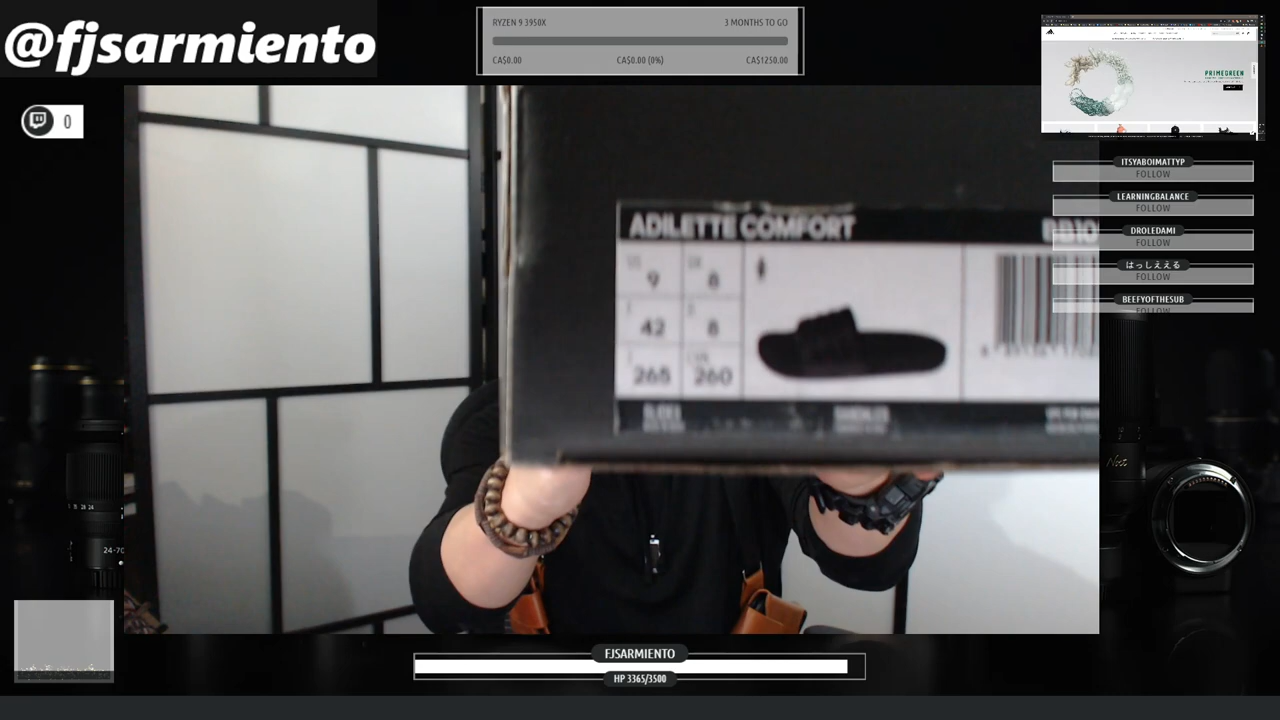 @fjsarmiento
RYZEN 9 3950X
3 MONTHS TO GO
CA$0.00
CA$0.00 (0%)
CA$1250.00
0
PRIMEGREEN
ITSYABOIMATTYP
FOLLOW
LEARNINGBALANCE
FOLLOW
DROLEDAMI
FOLLOW
はっしえええる
FOLLOW
BEEFYOFTHESUB
FOLLOW
ADILETTE COMFORT
9
8
42
8
265
260
24-70
FJSARMIENTO
HP 3365/3500